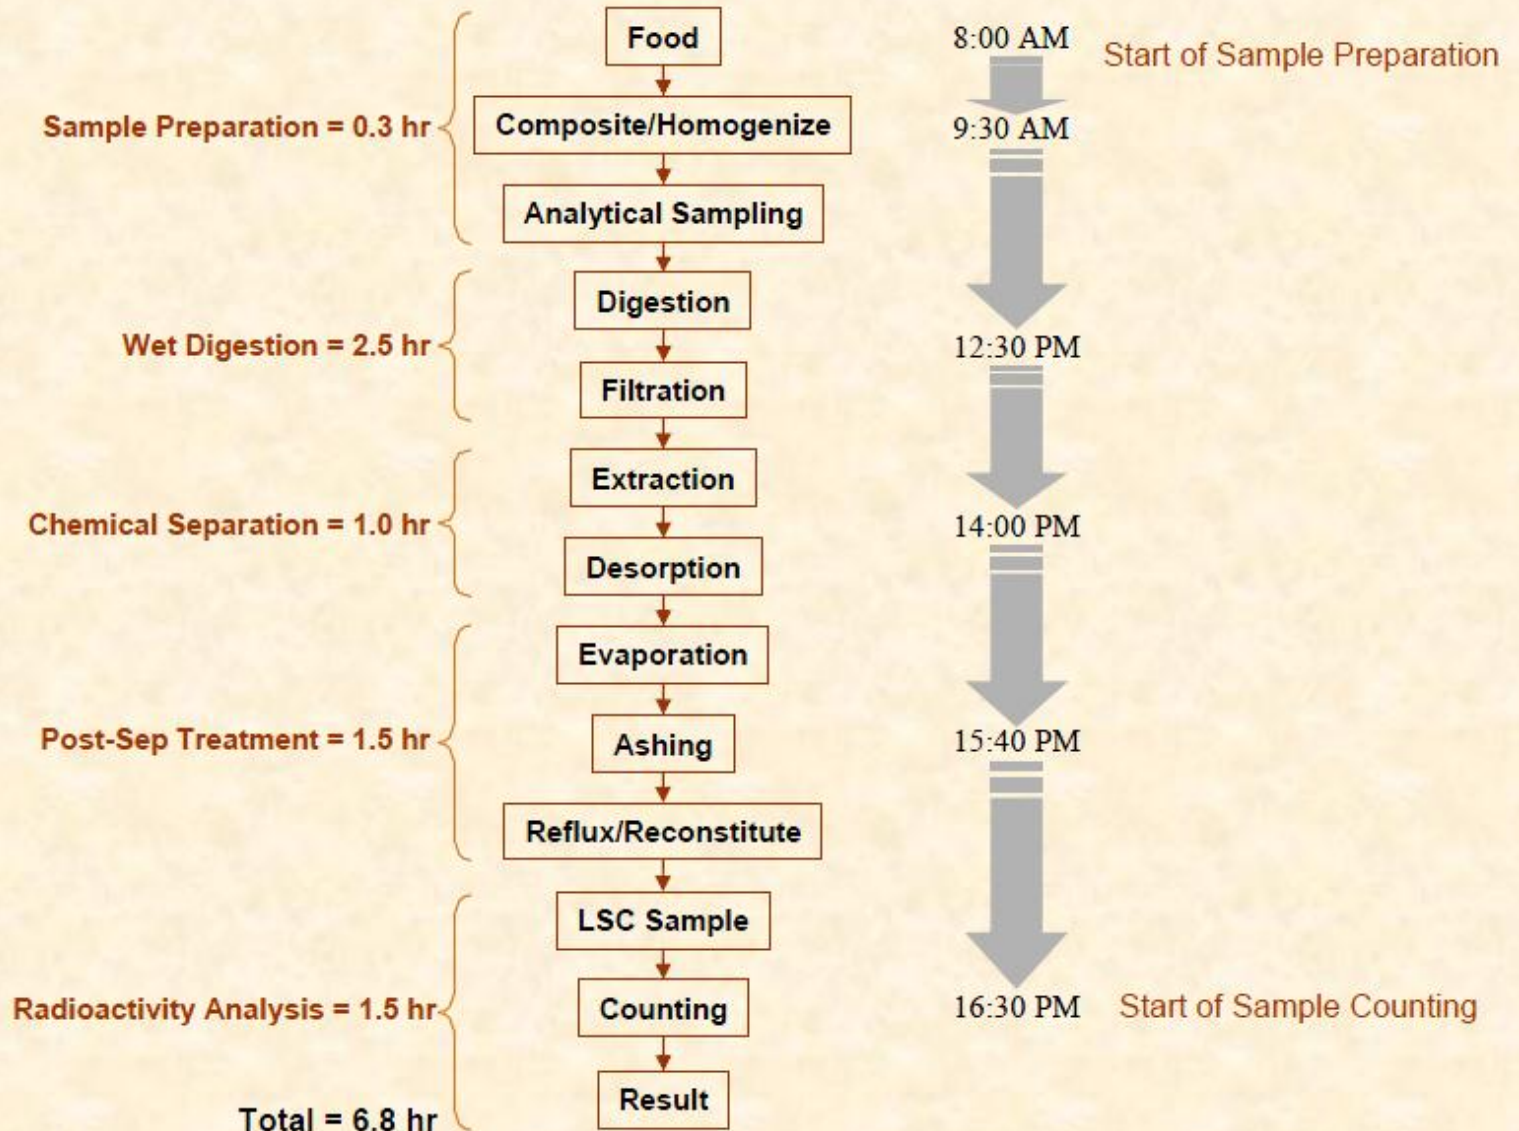 Food
8:00 AM
Start of Sample Preparation
Sample Preparation = 0.3 hr
Composite/Homogenize
9:30 AM
Analytical Sampling
Digestion
Wet Digestion = 2.5 hr
12:30 PM
Filtration
Extraction
Chemical Separation = 1.0 hr
14:00 PM
Desorption
Evaporation
Post-Sep Treatment = 1.5 hr
Ashing
15:40 PM
Reflux/Reconstitute
LSC Sample
Radioactivity Analysis = 1.5 hr
Counting
16:30 PM
Start of Sample Counting
Result
Total = 6.8 hr